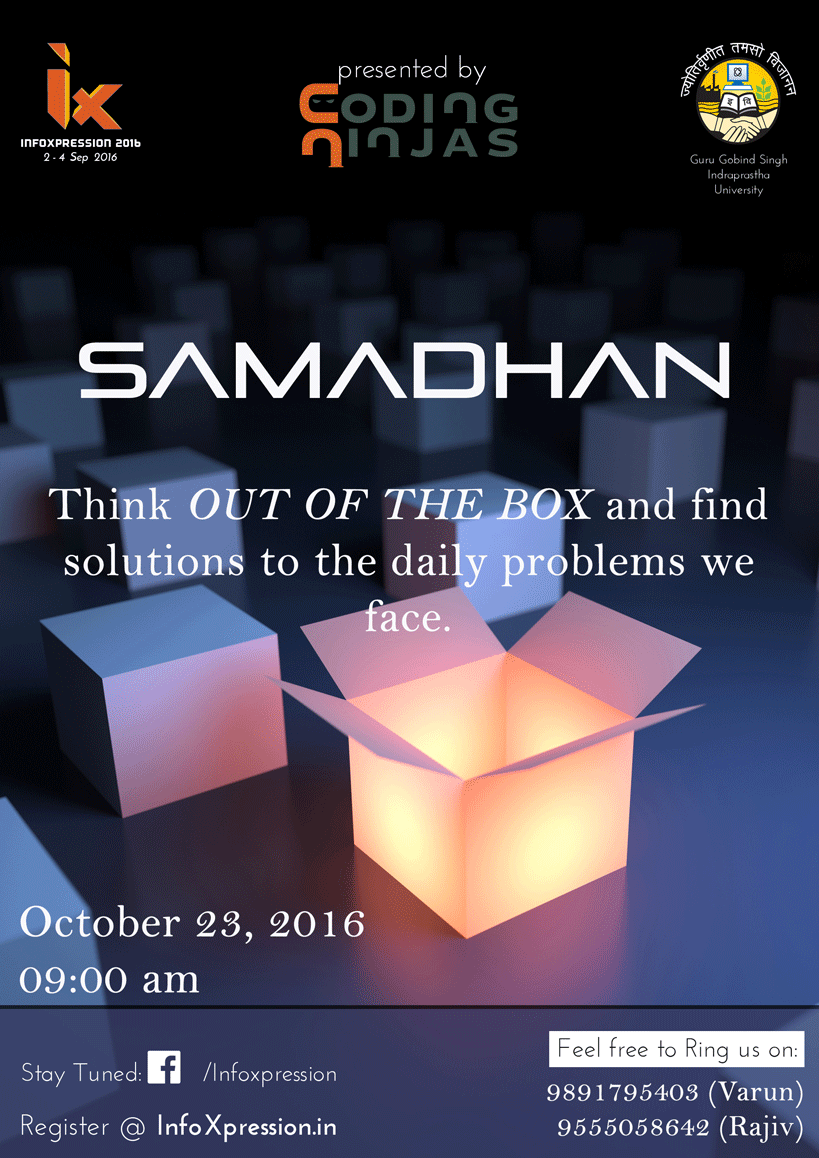 INFOXPRESSION 2016
2 - 4 Sep 2016
presented by
CODING
NINJAS
ज्योतिर्वृणीत तमसो विजानन
इ वि
Guru Gobind Singh
Indraprastha
University
SAMADHAN
Think OUT OF THE BOX and find
solutions to the daily problems we
face.
October 23, 2016
09:00 am
Stay Tuned: f /Infoxpression
Register @ InfoXpression.in
Feel free to Ring us on:
9891795403 (Varun)
9555058642 (Rajiv)